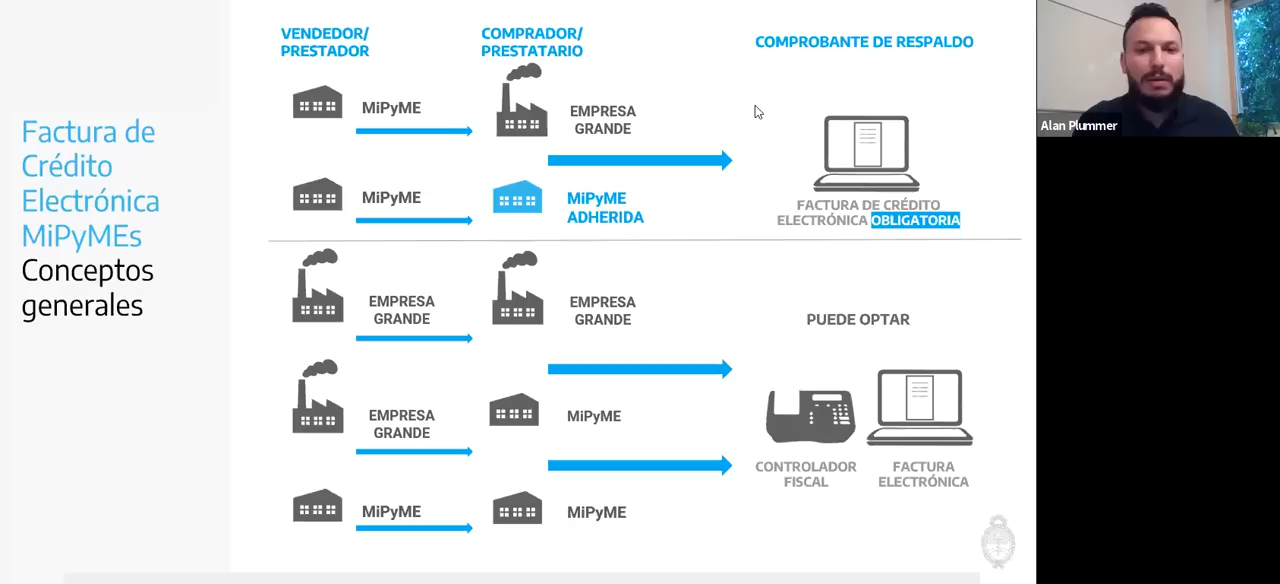 Factura de
Crédito
Electrónica
MiPyMEs
Conceptos
generales
VENDEDOR/
PRESTADOR
COMPRADOR/
PRESTATARIO
COMPROBANTE DE RESPALDO
MiPyME
EMPRESA
GRANDE
MiPyME
MiPyME
ADHERIDA
FACTURA DE CRÉDITO
ELECTRÓNICA OBLIGATORIA
EMPRESA
GRANDE
EMPRESA
GRANDE
PUEDE OPTAR
EMPRESA
GRANDE
MiPyME
CONTROLADOR
FISCAL
FACTURA
ELECTRÓNICA
MiPyME
MiPyME
Alan Plummer